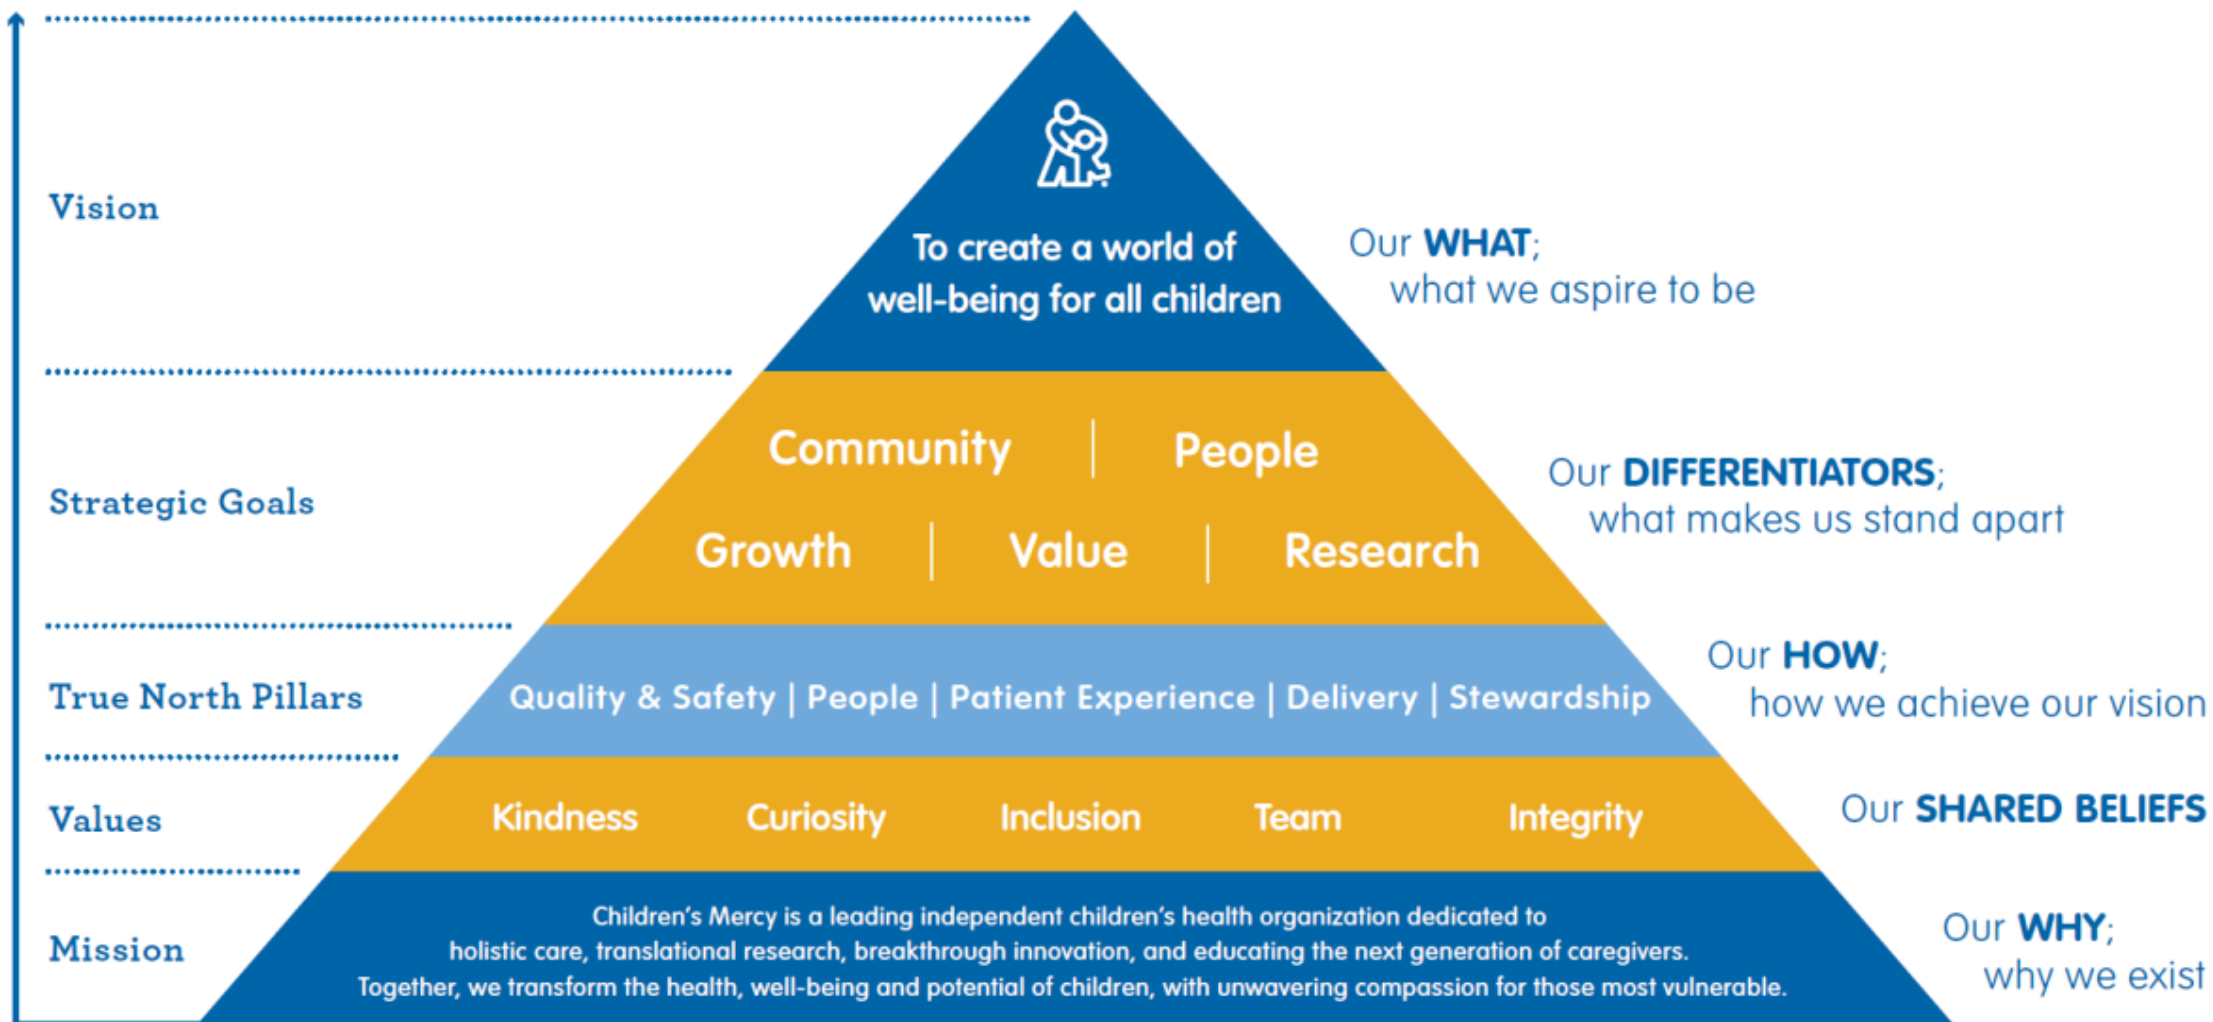 Vision
To create a world of
well-being for all children
Our WHAT;
what we aspire to be
Strategic Goals
Community | People
Growth | Value | Research
Our DIFFERENTIATORS;
what makes us stand apart
True North Pillars
Quality & Safety | People | Patient Experience | Delivery | Stewardship
Our HOW;
how we achieve our vision
Values
Kindness Curiosity Inclusion Team Integrity
Our SHARED BELIEFS
Mission
Children's Mercy is a leading independent children's health organization dedicated to
holistic care, translational research, breakthrough innovation, and educating the next generation of caregivers.
Together, we transform the health, well-being and potential of children, with unwavering compassion for those most vulnerable.
Our WHY;
why we exist